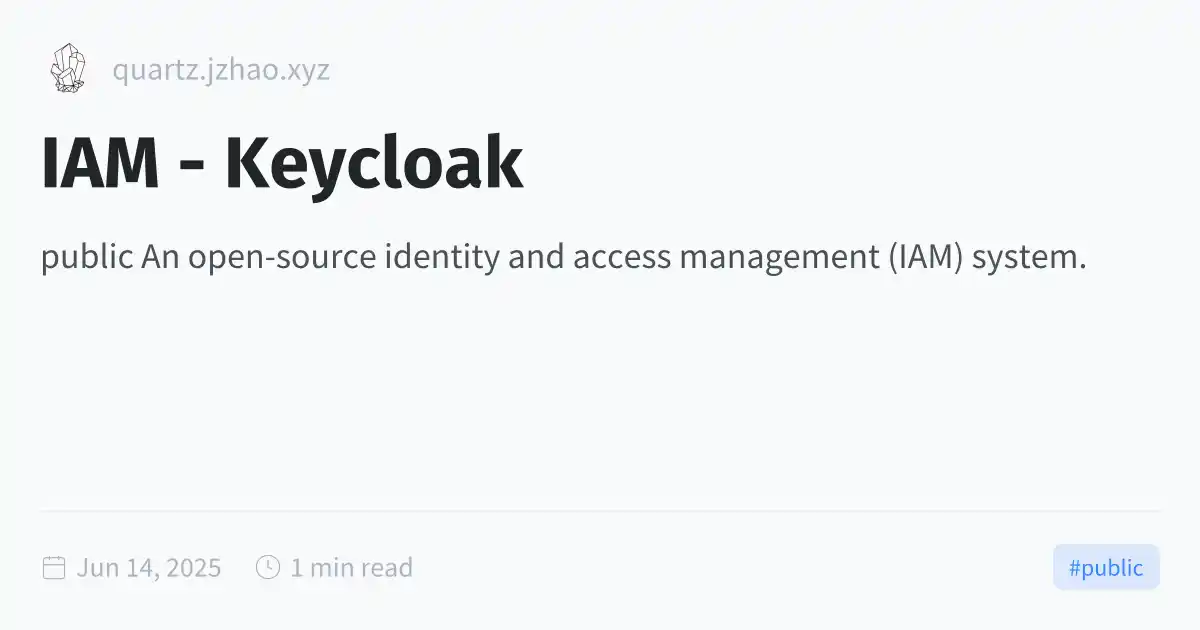 quartz.jzhao.xyz
IAM - Keycloak
public An open-source identity and access management (IAM) system.
Jun 14, 2025 1 min read
#public